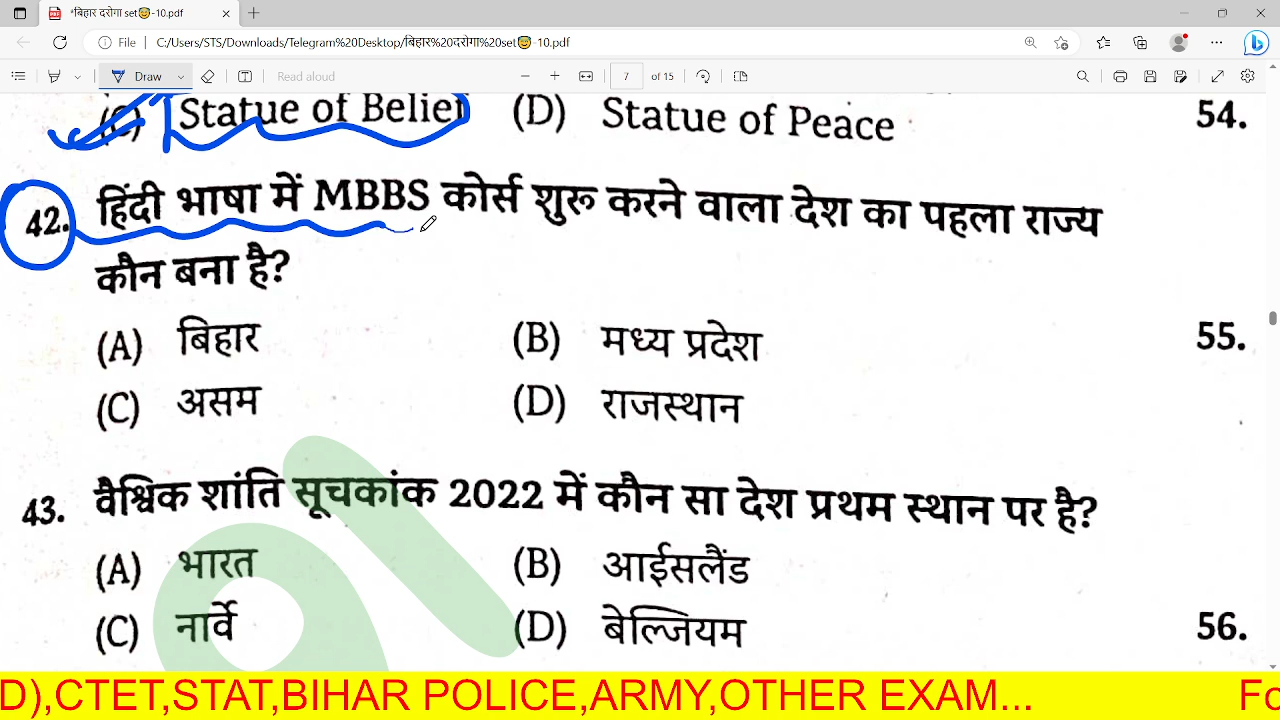 *बिहार दरोगा set😇-10.pdf
File C:/Users/STS/Downloads/Telegram%20Desktop/बिहार%20दरोगा%20set😇-10.pdf
Draw Read aloud 7 of 15
(C) Statue of Belief (D) Statue of Peace 54.
42. हिंदी भाषा में MBBS कोर्स शुरू करने वाला देश का पहला राज्य
कौन बना है?
(A) बिहार (B) मध्य प्रदेश 55.
(C) असम (D) राजस्थान
43. वैश्विक शांति सूचकांक 2022 में कौन सा देश प्रथम स्थान पर है?
(A) भारत (B) आईसलैंड
(C) नार्वे (D) बेल्जियम 56.
D),CTET,STAT,BIHAR POLICE,ARMY,OTHER EXAM... Fo